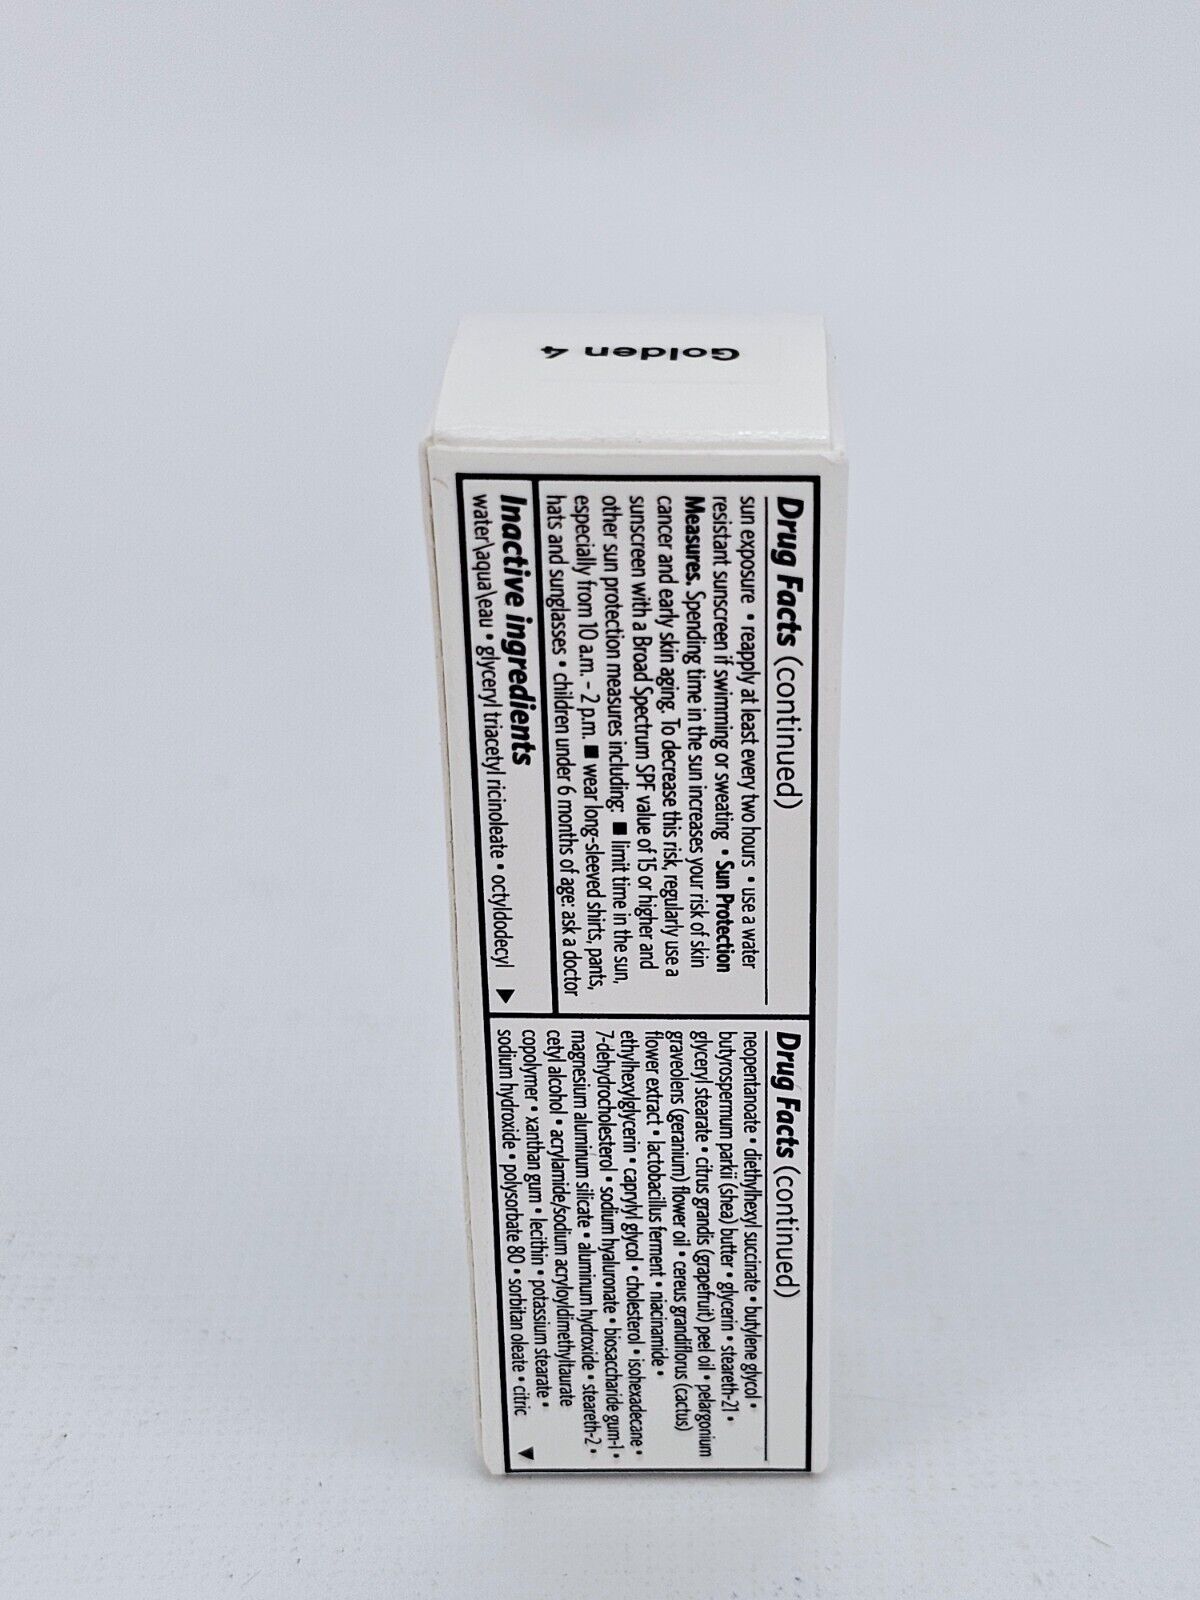 Golden 4
Drug Facts (continued)
sun exposure • reapply at least every two hours • use a water
resistant sunscreen if swimming or sweating • Sun Protection
Measures. Spending time in the sun increases your risk of skin
cancer and early skin aging. To decrease this risk, regularly use a
sunscreen with a Broad Spectrum SPF value of 15 or higher and
other sun protection measures including: ■ limit time in the sun,
especially from 10 a.m. - 2 p.m. ■ wear long-sleeved shirts, pants,
hats and sunglasses • children under 6 months of age: ask a doctor
Inactive ingredients
water\aqua\eau • glyceryl triacetyl ricinoleate • octyldodecyl ▶
Drug Facts (continued)
neopentanoate • diethylhexyl succinate • butylene glycol •
butyrospermum parkii (shea) butter • glycerin • steareth-21 •
glyceryl stearate • citrus grandis (grapefruit) peel oil • pelargonium
graveolens (geranium) flower oil • cereus grandiflorus (cactus)
flower extract • lactobacillus ferment • niacinamide •
ethylhexylglycerin • caprylyl glycol • cholesterol • isohexadecane •
7-dehydrocholesterol • sodium hyaluronate • biosaccharide gum-1 •
magnesium aluminum silicate • aluminum hydroxide • steareth-2 •
cetyl alcohol • acrylamide/sodium acryloyldimethyltaurate
copolymer • xanthan gum • lecithin • potassium stearate •
sodium hydroxide • polysorbate 80 • sorbitan oleate • citric ▶